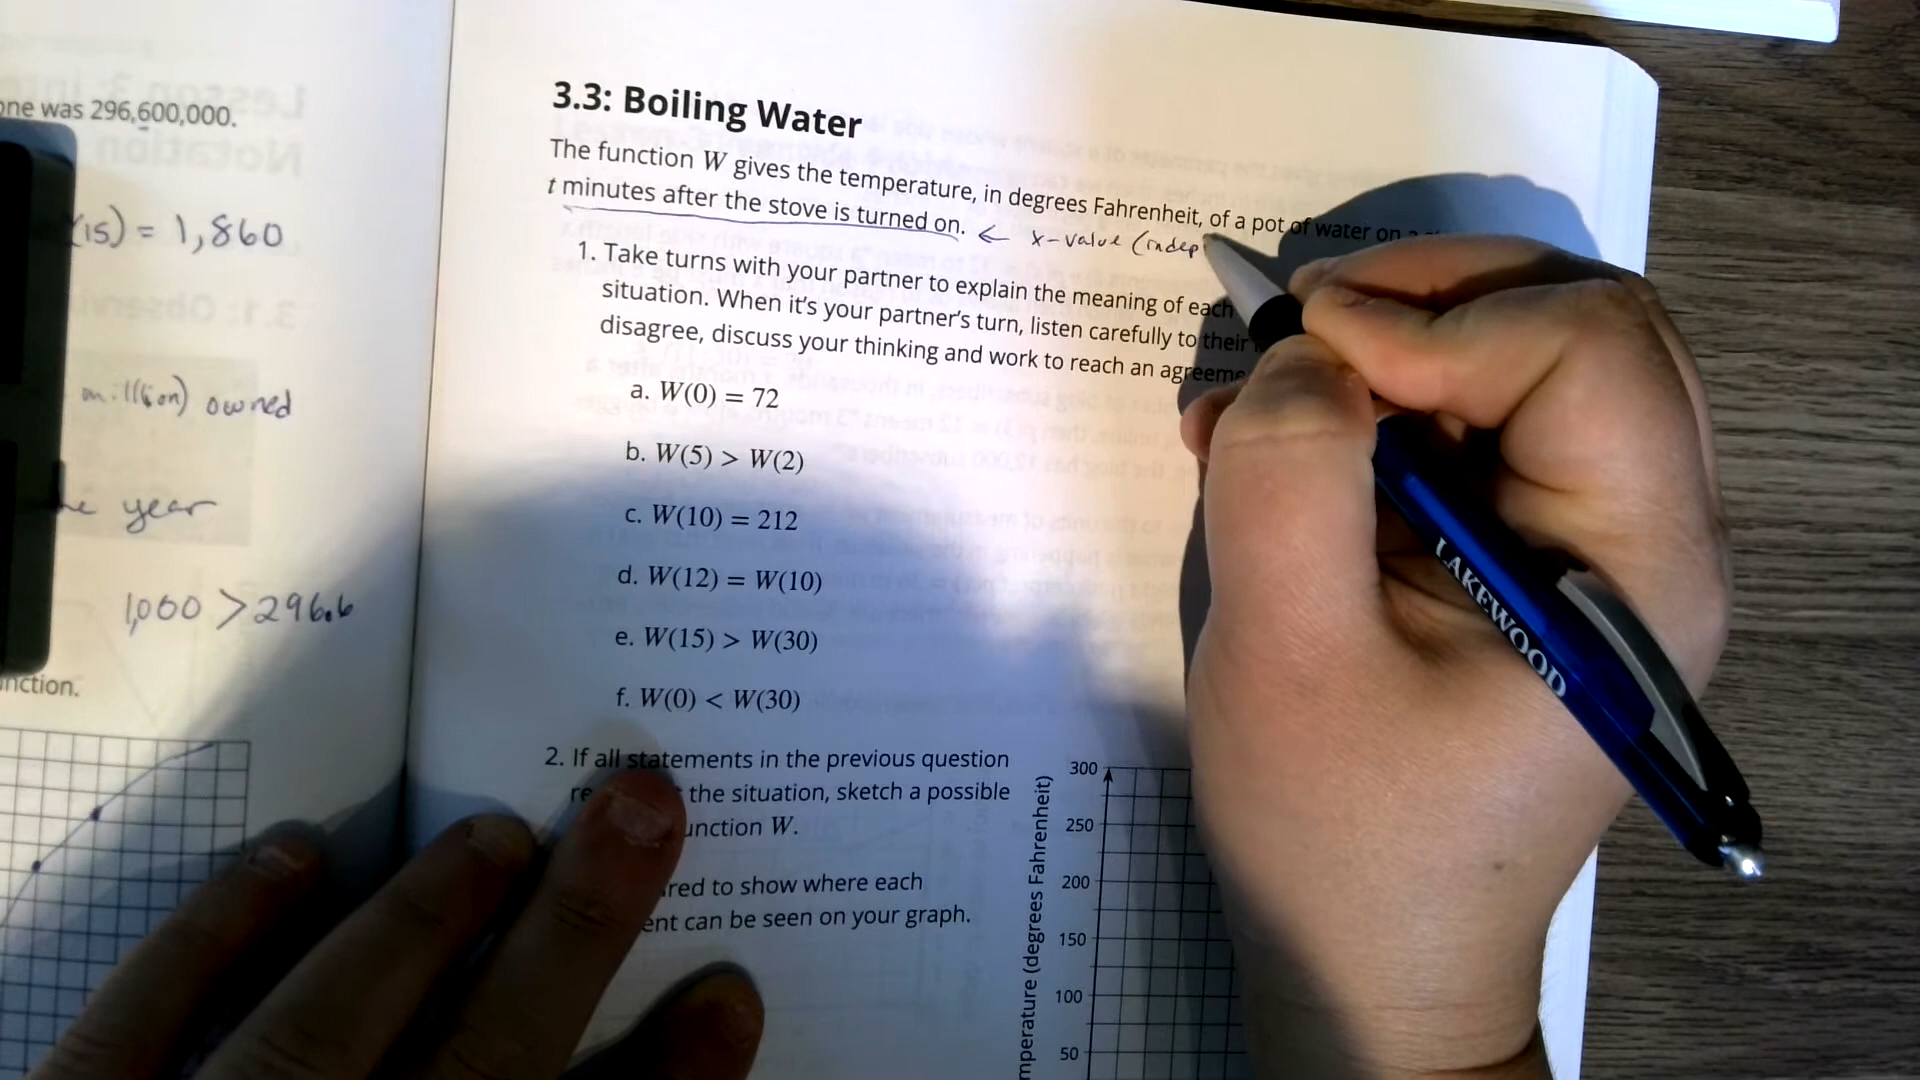 one was 296,600,000.
(15) = 1,860
million) owned
the year
1,000 > 296.6
nction.
3.3: Boiling Water
The function W gives the temperature, in degrees Fahrenheit, of a pot of water on
t minutes after the stove is turned on. ← x-value (indep
1. Take turns with your partner to explain the meaning of each
situation. When it's your partner's turn, listen carefully to their
disagree, discuss your thinking and work to reach an agreeme
a. W(0) = 72
b. W(5) > W(2)
c. W(10) = 212
d. W(12) = W(10)
e. W(15) > W(30)
f. W(0) < W(30)
2. If all statements in the previous question
re the situation, sketch a possible
unction W.
red to show where each
ent can be seen on your graph.
mperature (degrees Fahrenheit)
300
250
200
150
100
50
LAKEWOOD